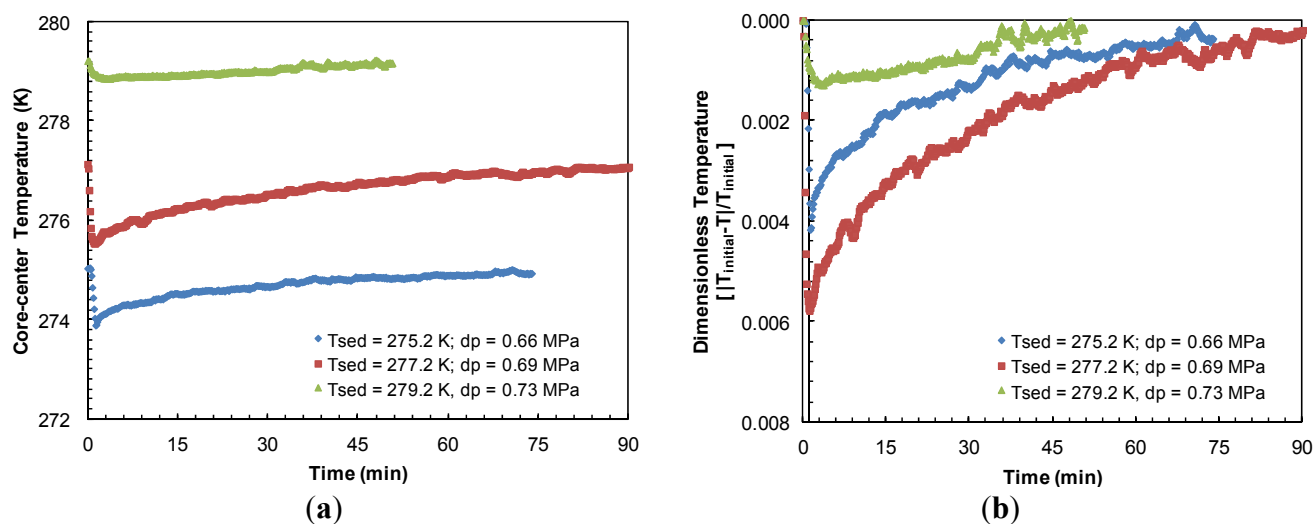 280
278
276
274
272
Core-center Temperature (K)
Tsed = 275.2 K; dp = 0.66 MPa
Tsed = 277.2 K; dp = 0.69 MPa
Tsed = 279.2 K, dp = 0.73 MPa
0 15 30 45 60 75 90
Time (min)
(a)
0.000
0.002
0.004
0.006
0.008
Dimensionless Temperature
[ |Tinitial-T|/Tinitial ]
Tsed = 275.2 K; dp = 0.66 MPa
Tsed = 277.2 K; dp = 0.69 MPa
Tsed = 279.2 K, dp = 0.73 MPa
0 15 30 45 60 75 90
Time (min)
(b)